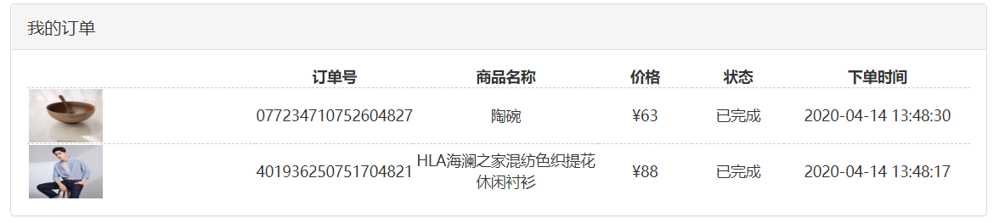 我的订单
订单号 商品名称 价格 状态 下单时间
077234710752604827 陶碗 ¥63 已完成 2020-04-14 13:48:30
401936250751704821 HLA海澜之家混纺色织提花 ¥88 已完成 2020-04-14 13:48:17
休闲衬衫